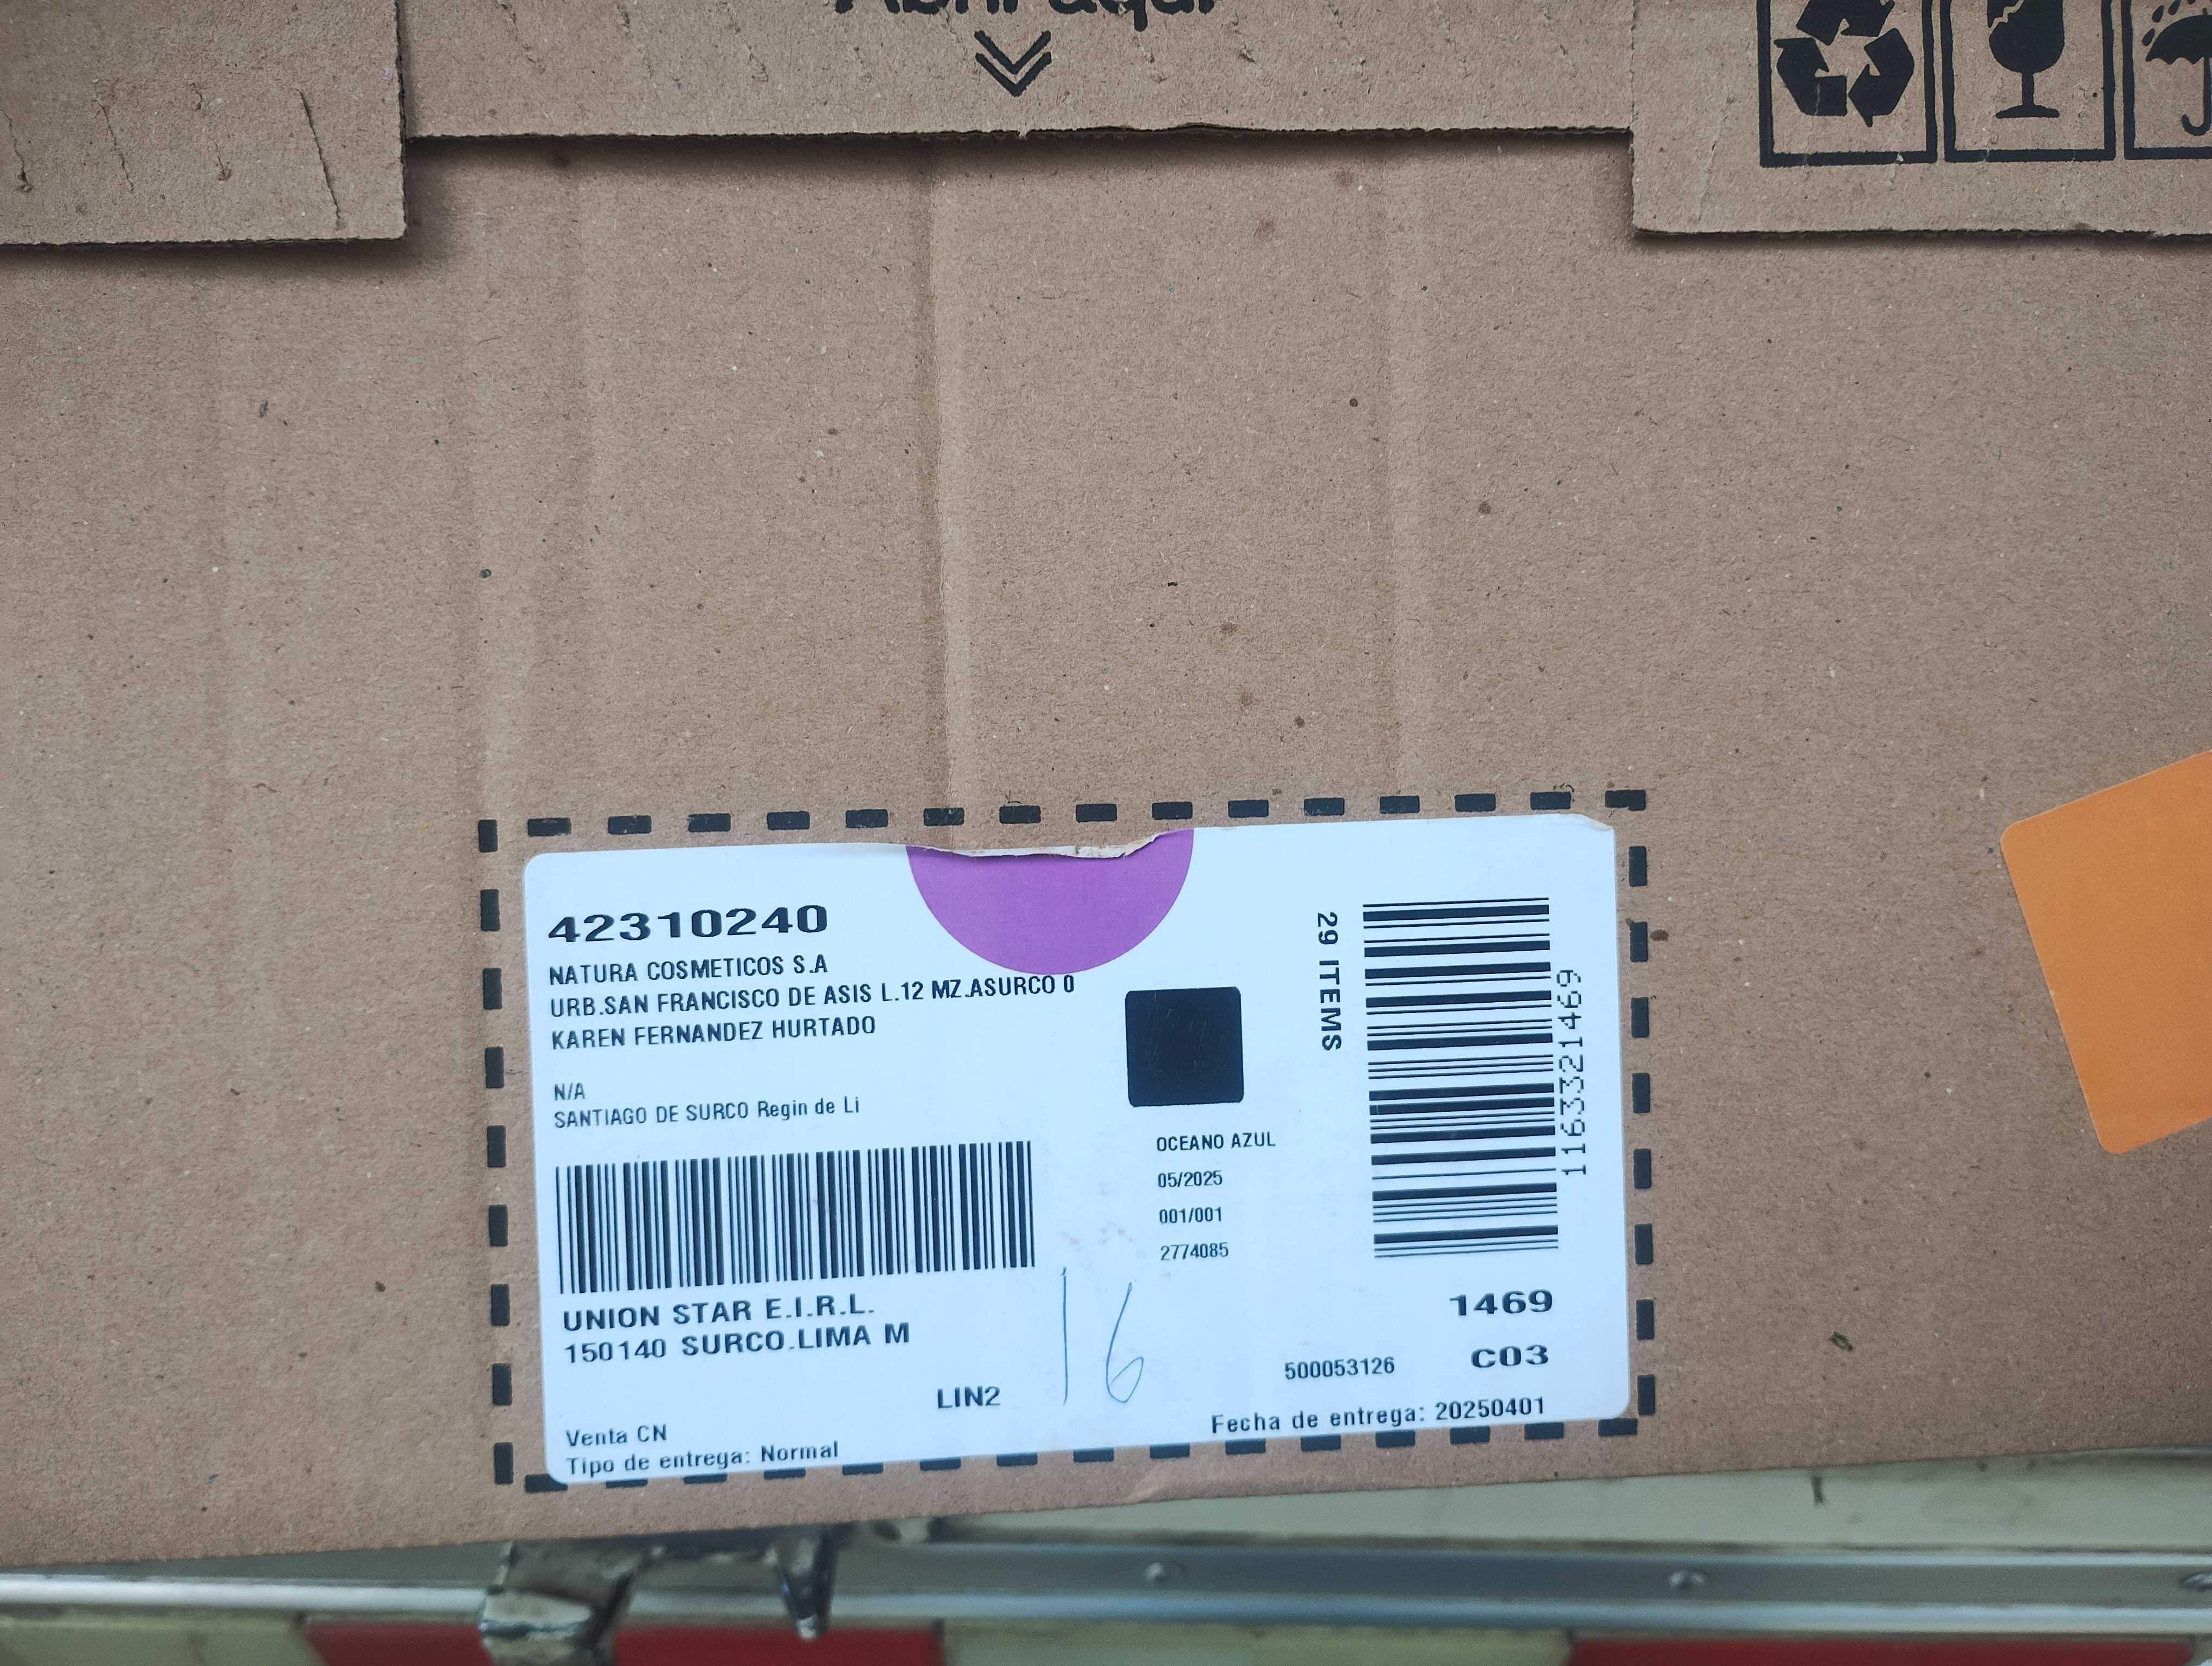 Abrir aquí
42310240
NATURA COSMETICOS S.A
URB.SAN FRANCISCO DE ASIS L.12 MZ.ASURCO 0
KAREN FERNANDEZ HURTADO
N/A
SANTIAGO DE SURCO Regin de Li
UNION STAR E.I.R.L.
150140 SURCO.LIMA M
LIN2
Venta CN
Tipo de entrega: Normal
16
OCEANO AZUL
05/2025
001/001
2774085
29 ITEMS
1163321469
1469
C03
500053126
Fecha de entrega: 20250401